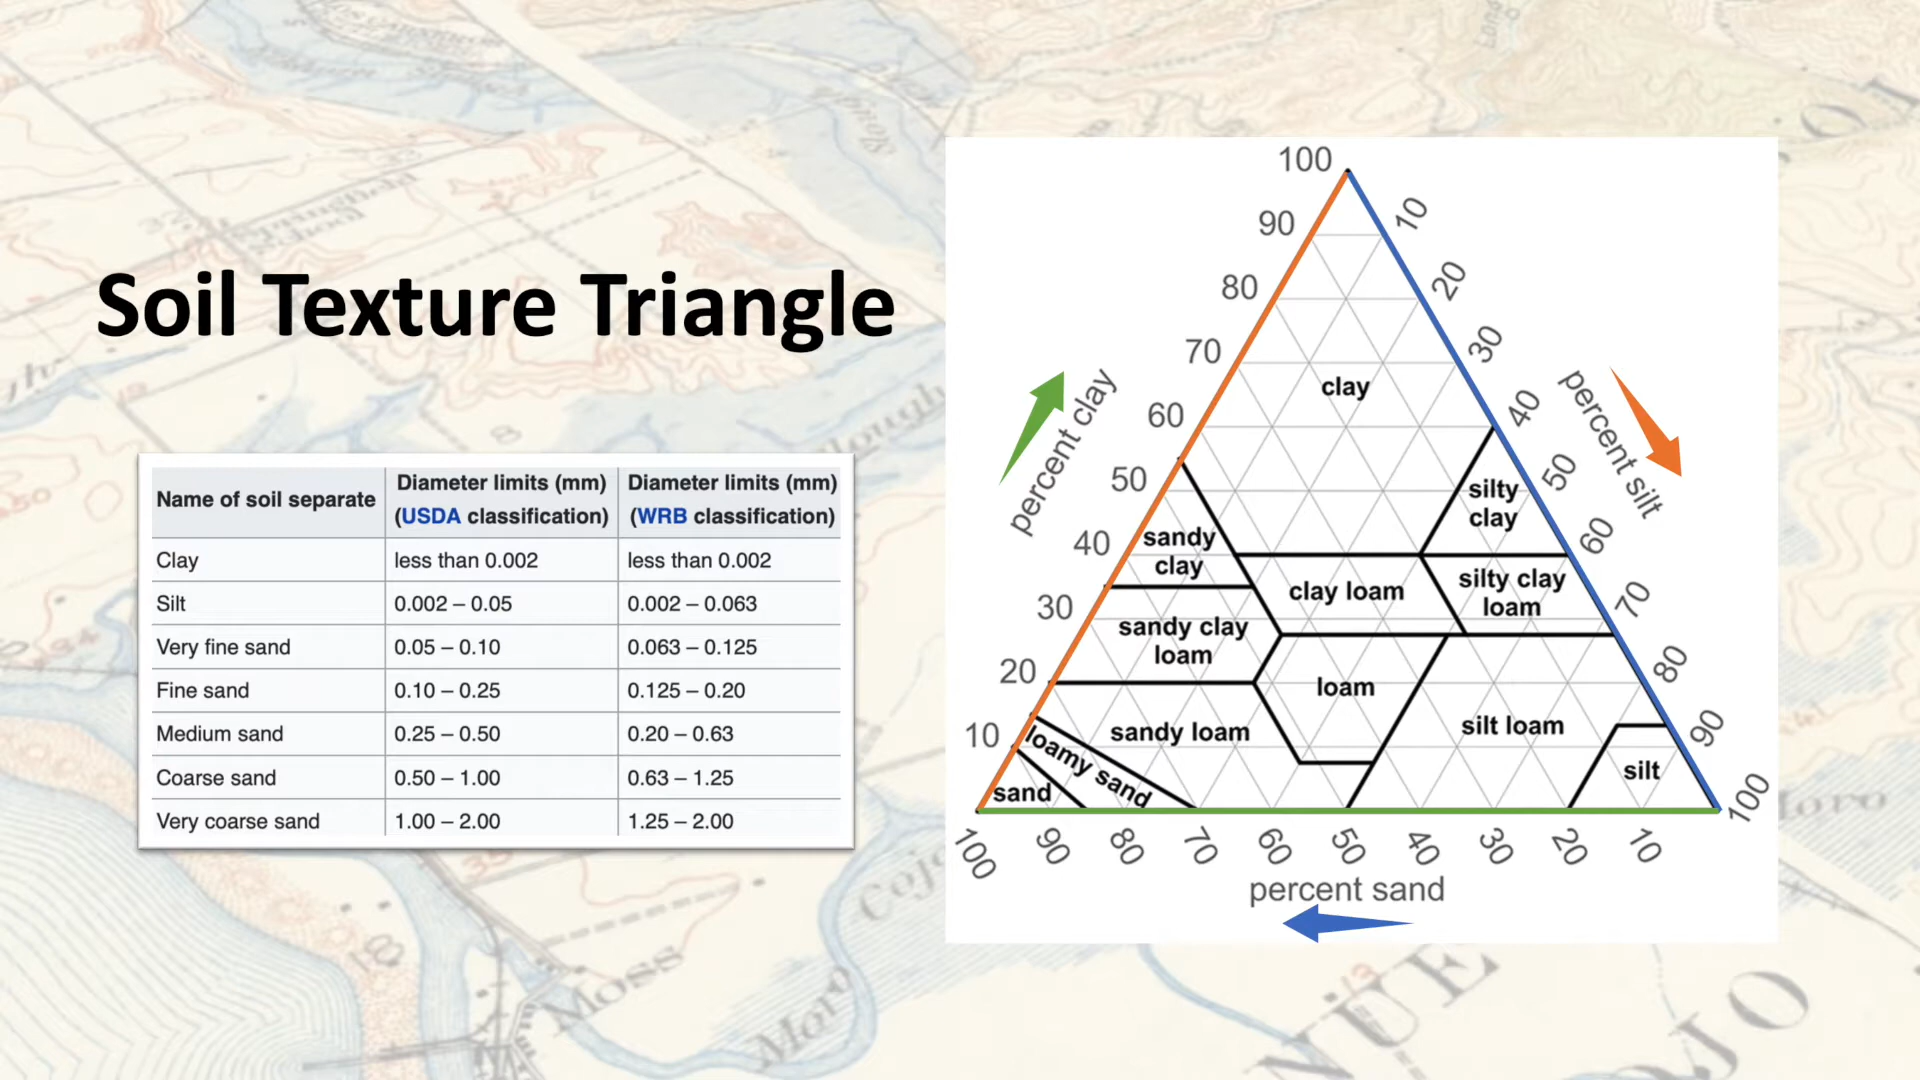 Soil Texture Triangle
Name of soil separate
Diameter limits (mm)
(USDA classification)
Diameter limits (mm)
(WRB classification)
Clay less than 0.002 less than 0.002
Silt 0.002 – 0.05 0.002 – 0.063
Very fine sand 0.05 – 0.10 0.063 – 0.125
Fine sand 0.10 – 0.25 0.125 – 0.20
Medium sand 0.25 – 0.50 0.20 – 0.63
Coarse sand 0.50 – 1.00 0.63 – 1.25
Very coarse sand 1.00 – 2.00 1.25 – 2.00
100
90
80
70
60
50
40
30
20
10
percent clay
10
20
30
40
50
60
70
80
90
100
percent silt
clay
silty
clay
sandy
clay
clay loam
silty clay
loam
sandy clay
loam
loam
sandy loam
silt loam
loamy sand
silt
sand
100 90 80 70 60 50 40 30 20 10
percent sand
Springfield
School
Moss
Moro